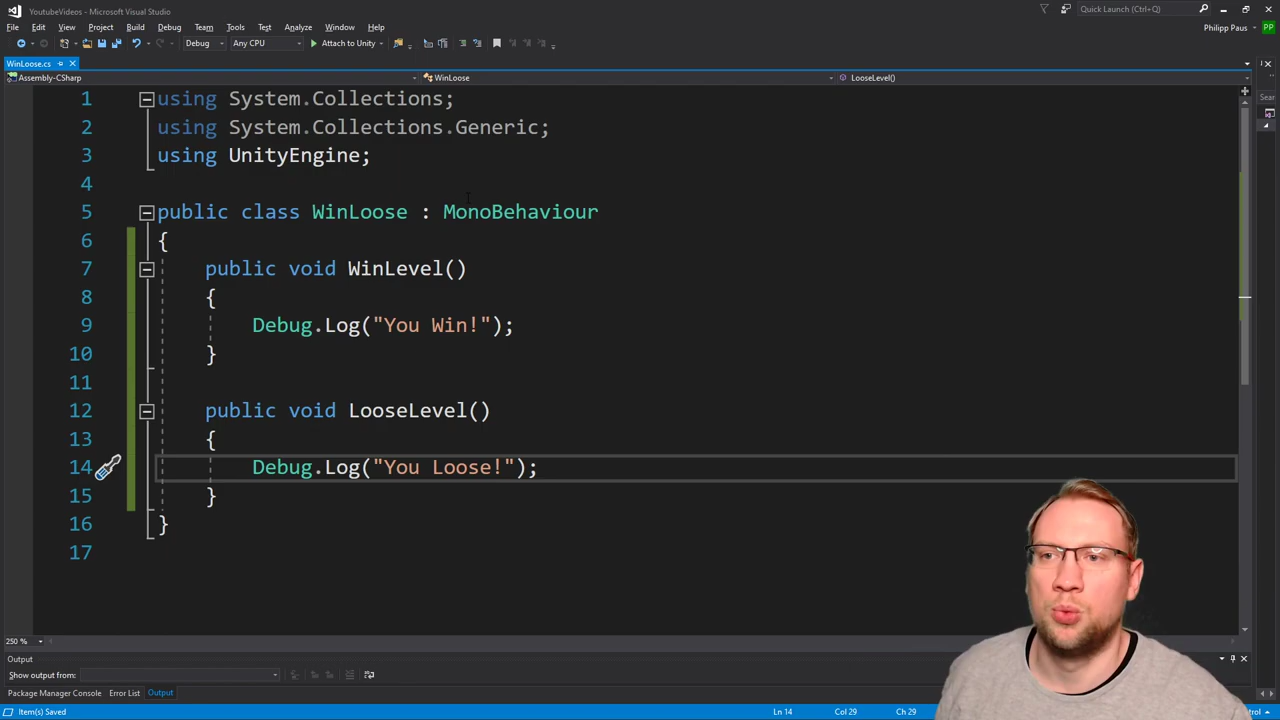 YoutubeVideos - Microsoft Visual Studio
Quick Launch (Ctrl+Q)
File Edit View Project Build Debug Team Tools Test Analyze Window Help
Philipp Paus PP
Debug Any CPU Attach to Unity
WinLoose.cs
Assembly-CSharp WinLoose LooseLevel()
1 using System.Collections;
2 using System.Collections.Generic;
3 using UnityEngine;
4
5 public class WinLoose : MonoBehaviour
6 {
7 public void WinLevel()
8 {
9 Debug.Log("You Win!");
10 }
11
12 public void LooseLevel()
13 {
14 Debug.Log("You Loose!");
15 }
16 }
17
Sear
250 %
Output
Show output from:
Package Manager Console Error List Output
Item(s) Saved Ln 14 Col 29 Ch 29